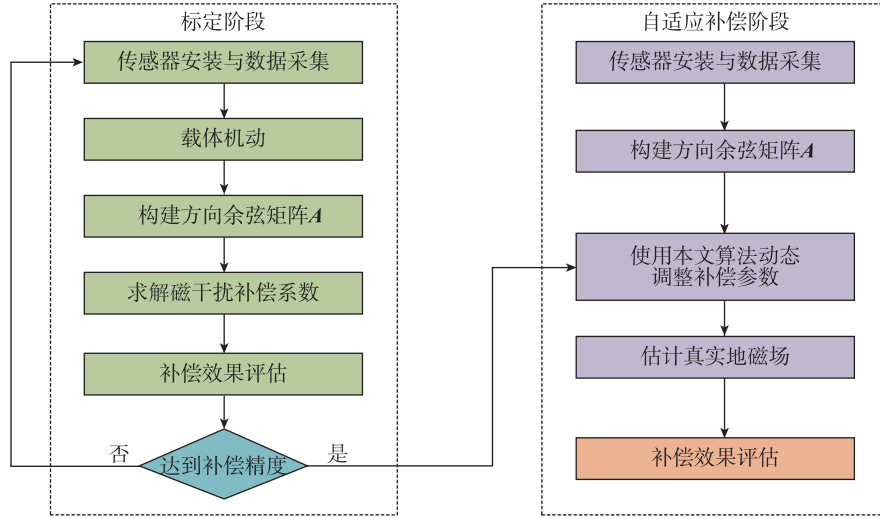 标定阶段
传感器安装与数据采集
载体机动
构建方向余弦矩阵A
求解磁干扰补偿系数
补偿效果评估
达到补偿精度
否
是
自适应补偿阶段
传感器安装与数据采集
构建方向余弦矩阵A
使用本文算法动态
调整补偿参数
估计真实地磁场
补偿效果评估